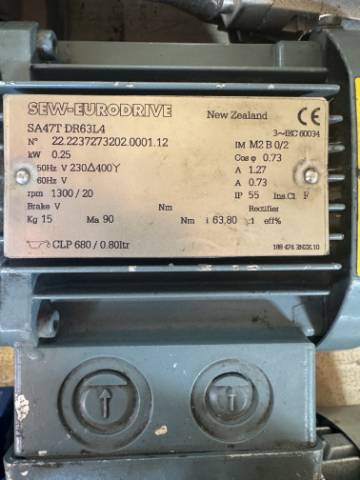 SEW-EURODRIVE New Zealand CE
SA47T DR63L4 3~IEC 60034
N° 22.2237273202.0001.12 IM M2 B 0/2
kW 0.25 Cos φ 0.73
50Hz V 230Δ400Y A 1.27
60Hz V A 0.73
rpm 1300 / 20 IP 55 Ins.Cl F
Brake V Nm Rectifier
Kg 15 Ma 90 Nm i 63,80 :1 eff%
CLP 680 / 0.80ltr